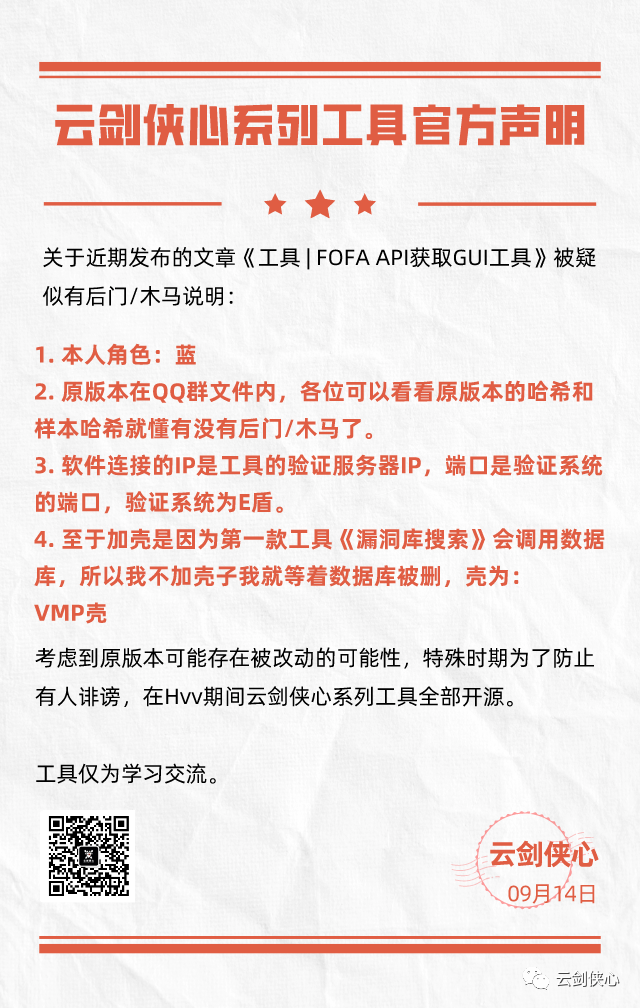 云剑侠心系列工具官方声明
关于近期发布的文章《工具 | FOFA API获取GUI工具》被疑
似有后门/木马说明：
1. 本人角色：蓝
2. 原版本在QQ群文件内，各位可以看看原版本的哈希和
样本哈希就懂有没有后门/木马了。
3. 软件连接的IP是工具的验证服务器IP，端口是验证系统
的端口，验证系统为E盾。
4. 至于加壳是因为第一款工具《漏洞库搜索》会调用数据
库，所以我不加壳子我就等着数据库被删，壳为：
VMP壳
考虑到原版本可能存在被改动的可能性，特殊时期为了防止
有人诽谤，在Hvv期间云剑侠心系列工具全部开源。
工具仅为学习交流。
云剑侠心
09月14日
云剑侠心